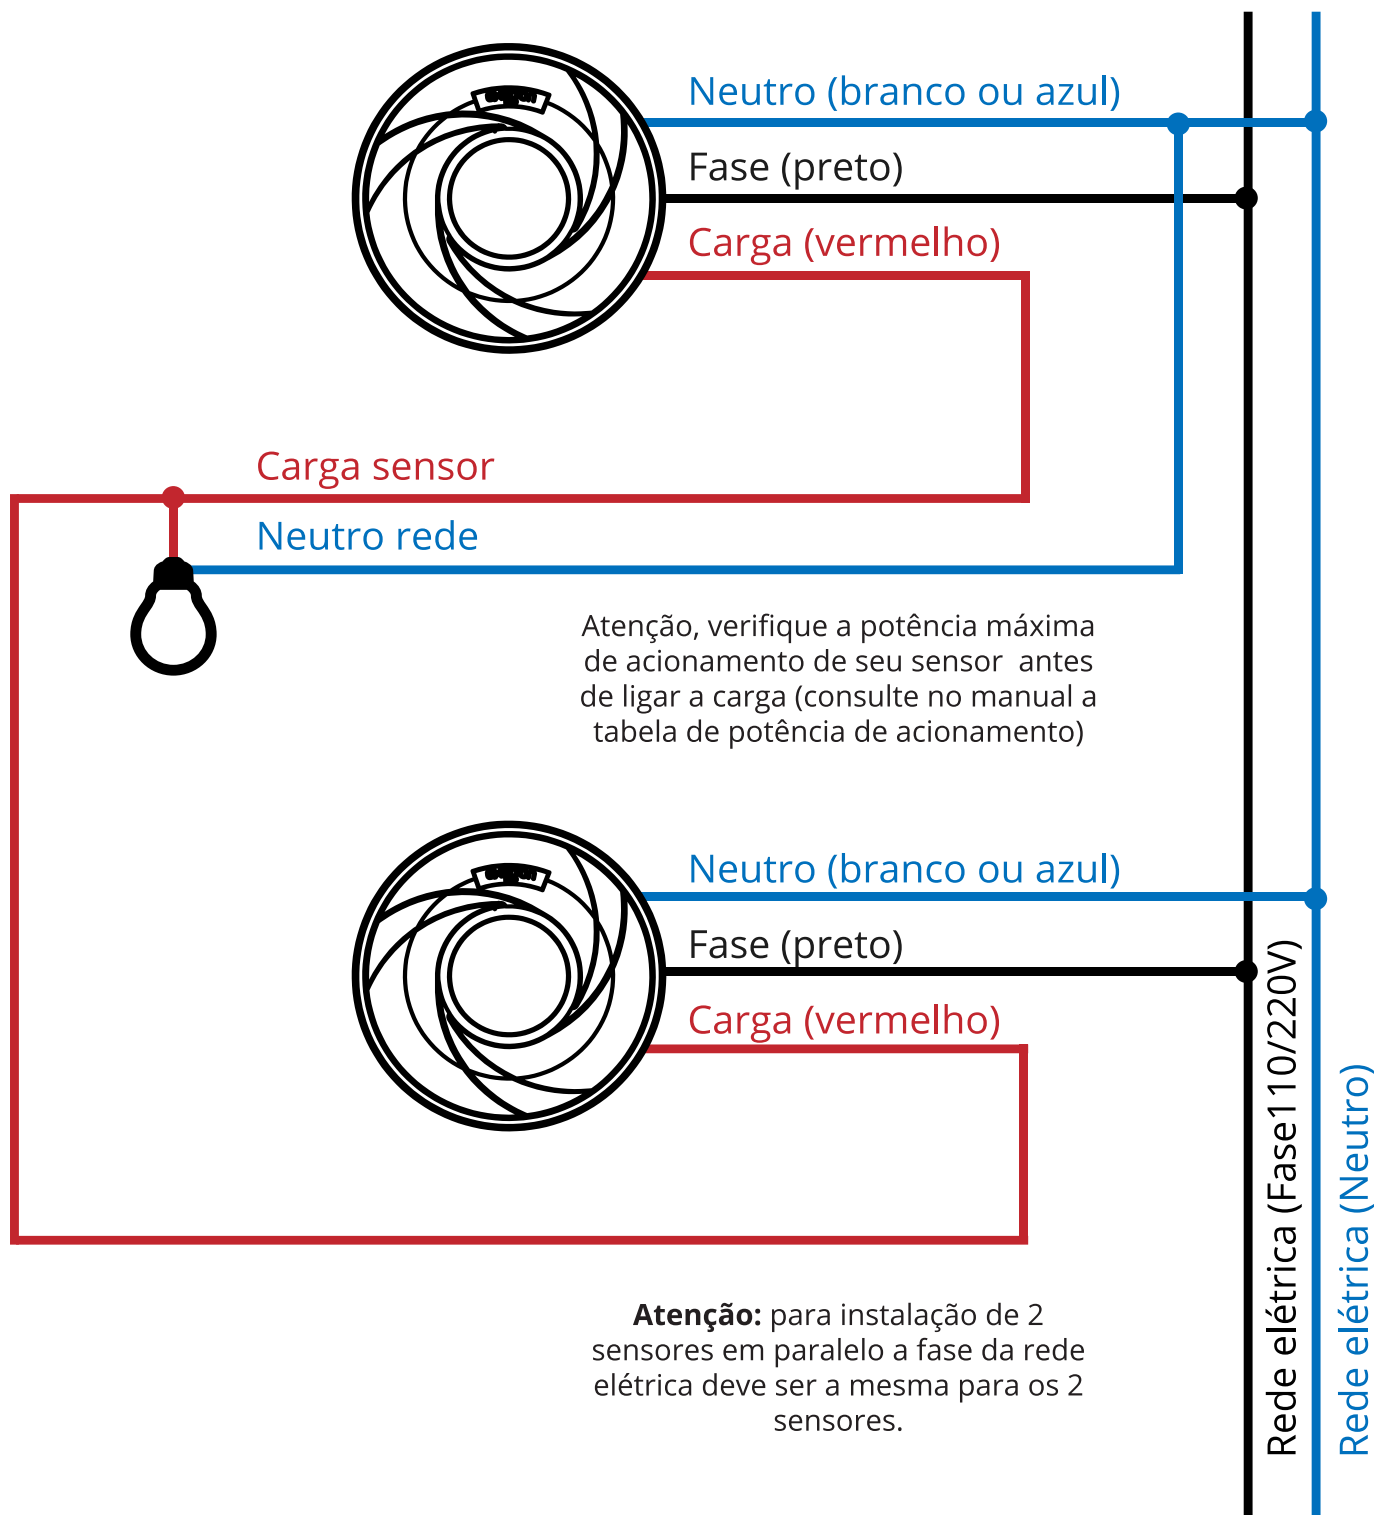 Neutro (branco ou azul)
Fase (preto)
Carga (vermelho)
Carga sensor
Neutro rede
Atenção, verifique a potência máxima
de acionamento de seu sensor antes
de ligar a carga (consulte no manual a
tabela de potência de acionamento)
Neutro (branco ou azul)
Fase (preto)
Carga (vermelho)
Rede elétrica (Fase110/220V)
Rede elétrica (Neutro)
Atenção: para instalação de 2
sensores em paralelo a fase da rede
elétrica deve ser a mesma para os 2
sensores.